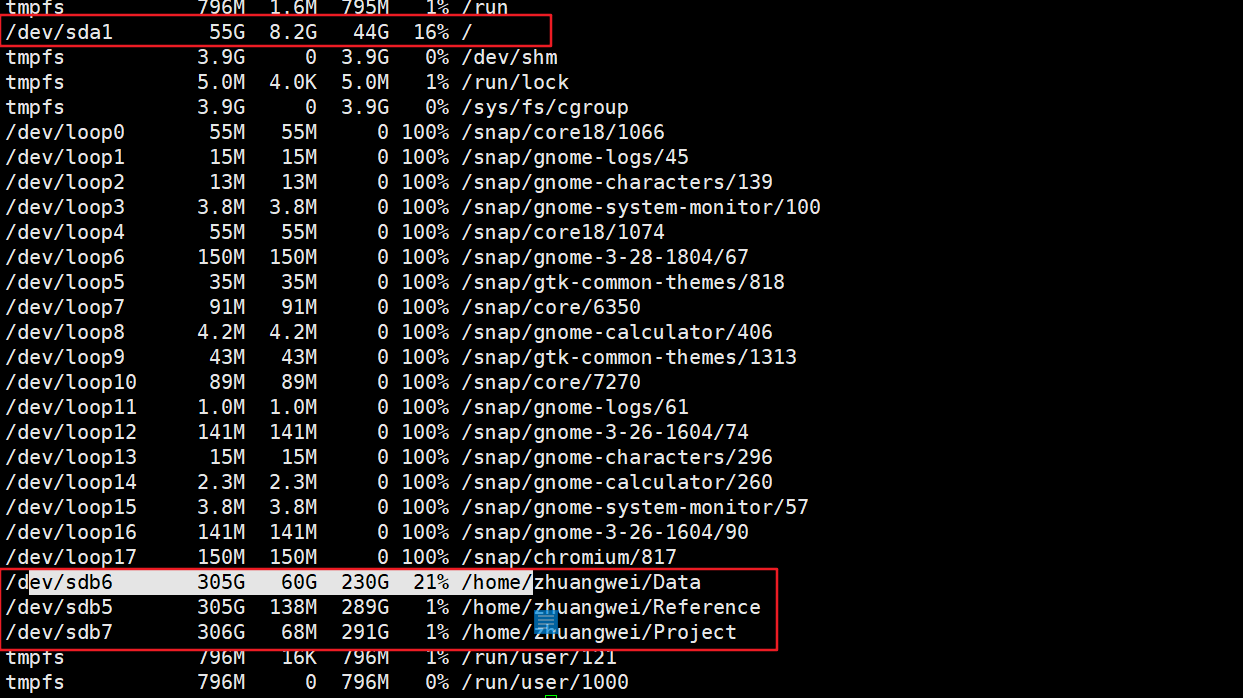 tmpfs 796M 1.6M 795M 1% /run
/dev/sda1 55G 8.2G 44G 16% /
tmpfs 3.9G 0 3.9G 0% /dev/shm
tmpfs 5.0M 4.0K 5.0M 1% /run/lock
tmpfs 3.9G 0 3.9G 0% /sys/fs/cgroup
/dev/loop0 55M 55M 0 100% /snap/core18/1066
/dev/loop1 15M 15M 0 100% /snap/gnome-logs/45
/dev/loop2 13M 13M 0 100% /snap/gnome-characters/139
/dev/loop3 3.8M 3.8M 0 100% /snap/gnome-system-monitor/100
/dev/loop4 55M 55M 0 100% /snap/core18/1074
/dev/loop6 150M 150M 0 100% /snap/gnome-3-28-1804/67
/dev/loop5 35M 35M 0 100% /snap/gtk-common-themes/818
/dev/loop7 91M 91M 0 100% /snap/core/6350
/dev/loop8 4.2M 4.2M 0 100% /snap/gnome-calculator/406
/dev/loop9 43M 43M 0 100% /snap/gtk-common-themes/1313
/dev/loop10 89M 89M 0 100% /snap/core/7270
/dev/loop11 1.0M 1.0M 0 100% /snap/gnome-logs/61
/dev/loop12 141M 141M 0 100% /snap/gnome-3-26-1604/74
/dev/loop13 15M 15M 0 100% /snap/gnome-characters/296
/dev/loop14 2.3M 2.3M 0 100% /snap/gnome-calculator/260
/dev/loop15 3.8M 3.8M 0 100% /snap/gnome-system-monitor/57
/dev/loop16 141M 141M 0 100% /snap/gnome-3-26-1604/90
/dev/loop17 150M 150M 0 100% /snap/chromium/817
/dev/sdb6 305G 60G 230G 21% /home/zhuangwei/Data
/dev/sdb5 305G 138M 289G 1% /home/zhuangwei/Reference
/dev/sdb7 306G 68M 291G 1% /home/zhuangwei/Project
tmpfs 796M 16K 796M 1% /run/user/121
tmpfs 796M 0 796M 0% /run/user/1000